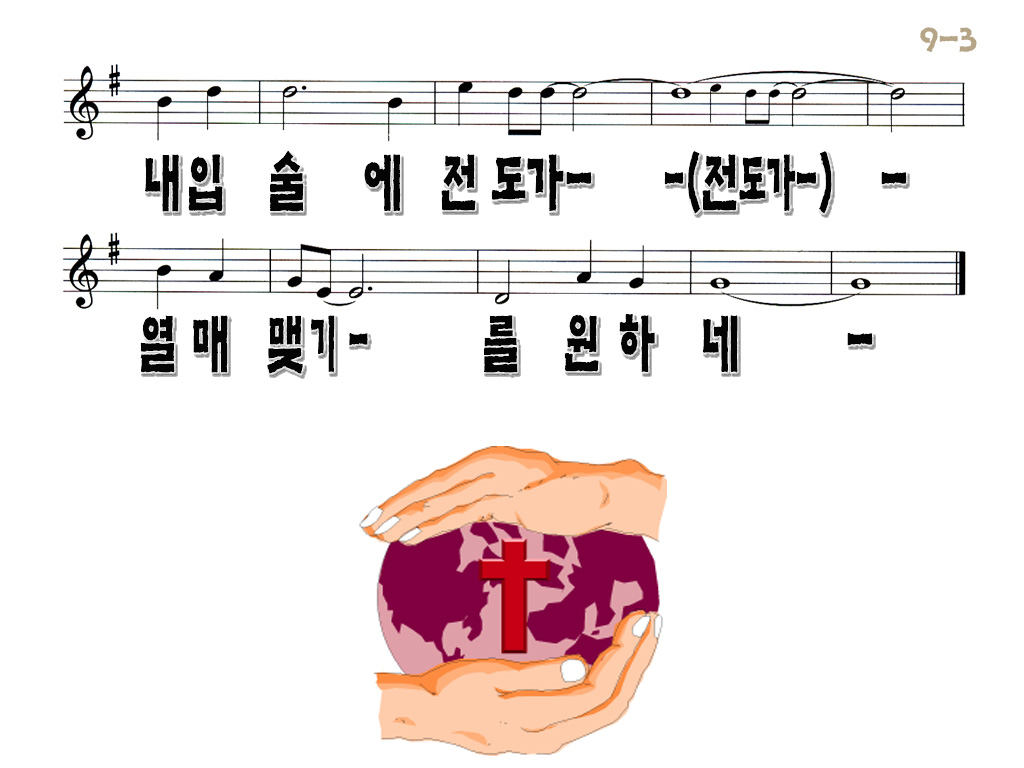 9-3
내입 술 에 전 도가- -(전도가-) -
열 매 맺기- 를 원 하 네 -